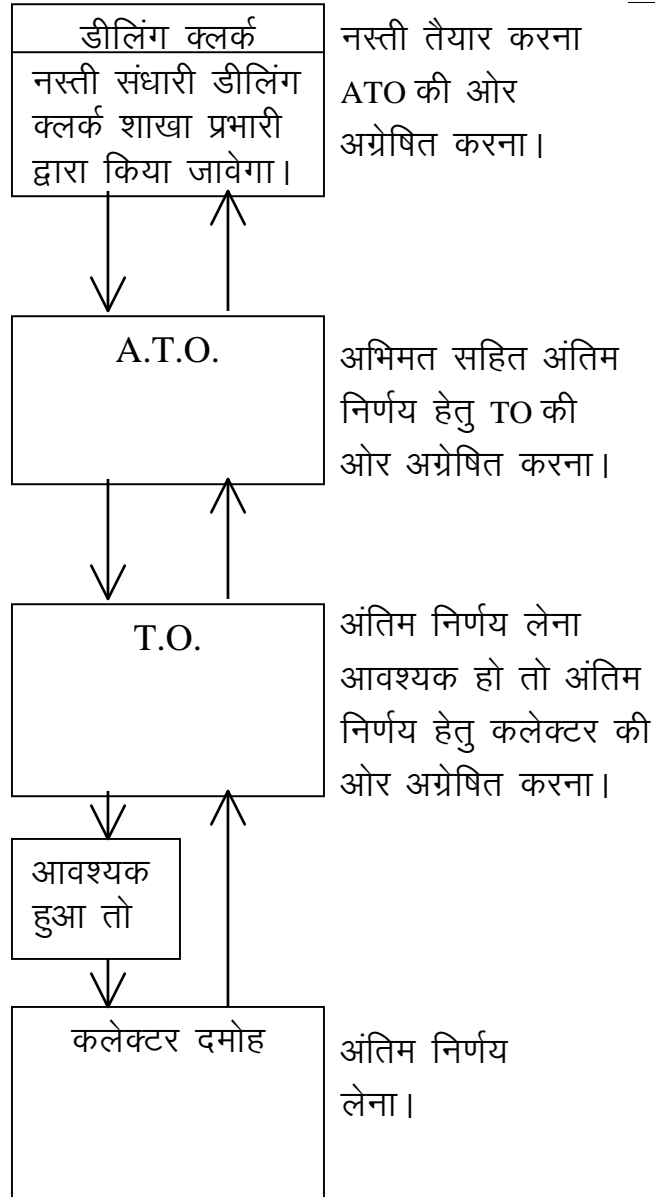 डीलिंग क्लर्क
नस्ती संधारी डीलिंग
क्लर्क शाखा प्रभारी
द्वारा किया जावेगा।
नस्ती तैयार करना
ATO की ओर
अग्रेषित करना।
A.T.O.
अभिमत सहित अंतिम
निर्णय हेतु TO की
ओर अग्रेषित करना।
T.O.
अंतिम निर्णय लेना
आवश्यक हो तो अंतिम
निर्णय हेतु कलेक्टर की
ओर अग्रेषित करना।
आवश्यक
हुआ तो
कलेक्टर दमोह
अंतिम निर्णय
लेना।